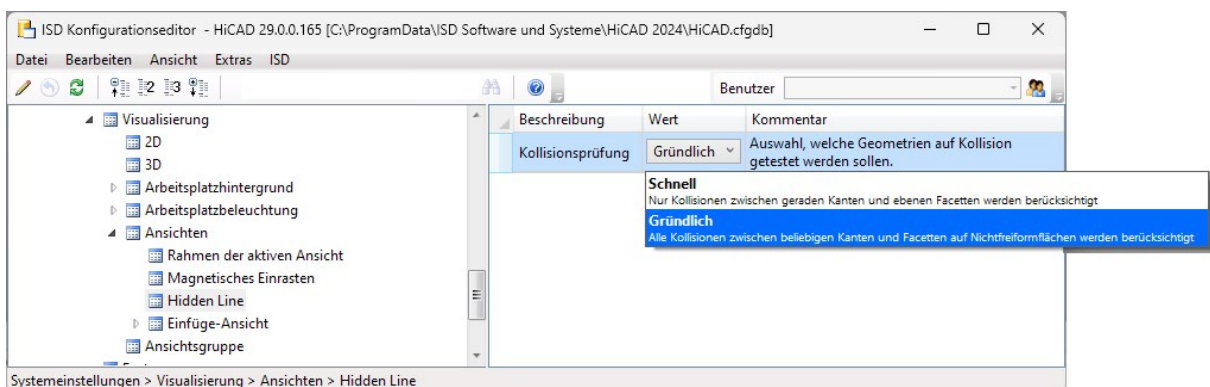 ISD Konfigurationseditor - HiCAD 29.0.0.165 [C:\ProgramData\ISD Software und Systeme\HiCAD 2024\HiCAD.cfgdb]
Datei Bearbeiten Ansicht Extras ISD
Benutzer
Visualisierung
2D
3D
Arbeitsplatzhintergrund
Arbeitsplatzbeleuchtung
Ansichten
Rahmen der aktiven Ansicht
Magnetisches Einrasten
Hidden Line
Einfüge-Ansicht
Ansichtsgruppe
Beschreibung Wert Kommentar
Kollisionsprüfung Gründlich Auswahl, welche Geometrien auf Kollision
getestet werden sollen.
Schnell
Nur Kollisionen zwischen geraden Kanten und ebenen Facetten werden berücksichtigt
Gründlich
Alle Kollisionen zwischen beliebigen Kanten und Facetten auf Nichtfreiformflächen werden berücksichtigt
Systemeinstellungen > Visualisierung > Ansichten > Hidden Line